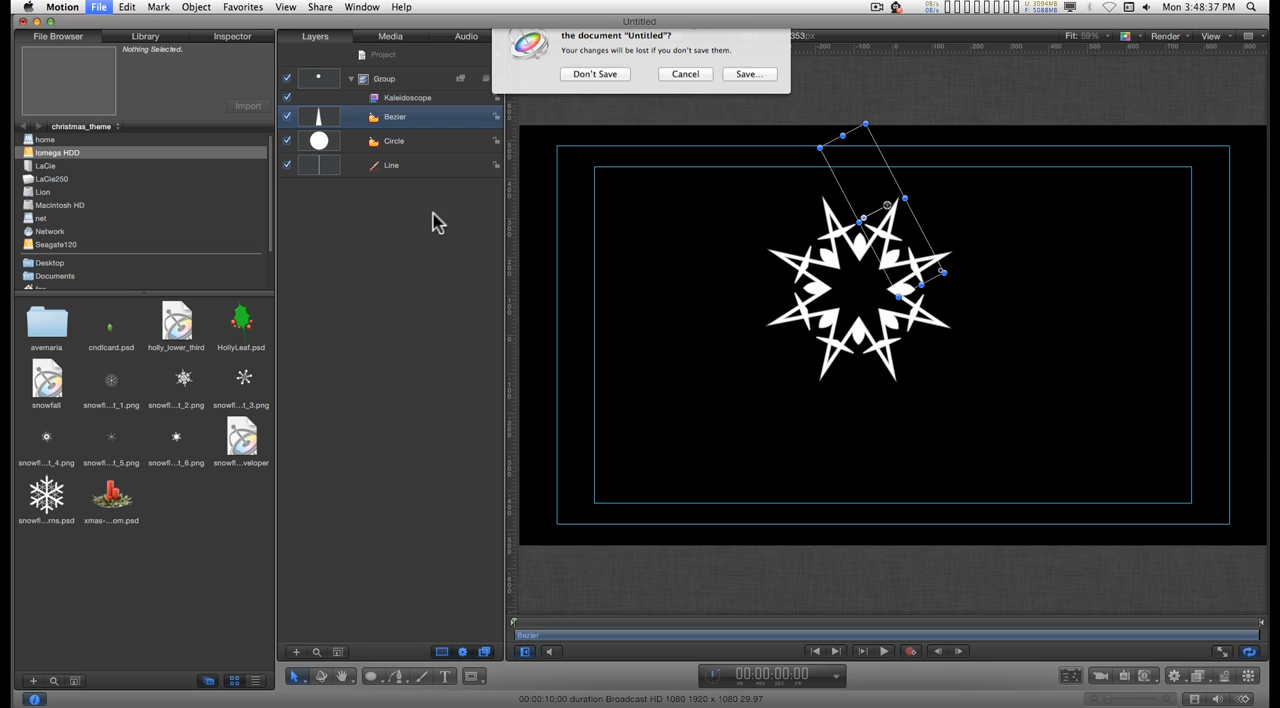 Motion File Edit Mark Object Favorites View Share Window Help
Mon 3:48:37 PM
Untitled
File Browser Library Inspector
Layers Media Audio
Nothing Selected.
Import
the document "Untitled"?
Your changes will be lost if you don't save them.
Don't Save Cancel Save...
353px
Fit: 59% Render View
Project
Group
Kaleidoscope
Bezier
Circle
Line
christmas_theme
home
Iomega HDD
LaCie
LaCie250
Lion
Macintosh HD
net
Network
Seagate120
Desktop
Documents
avemaria cndlcard.psd holly_lower_third HollyLeaf.psd
snowfall snowfl...t_1.png snowfl...t_2.png snowfl...t_3.png
snowfl...t_4.png snowfl...t_5.png snowfl...t_6.png snowfl...veloper
snowfl...rns.psd xmas-...om.psd
Bezier
T
00:00:00:00
00:00:10;00 duration Broadcast HD 1080 1920 x 1080 29.97